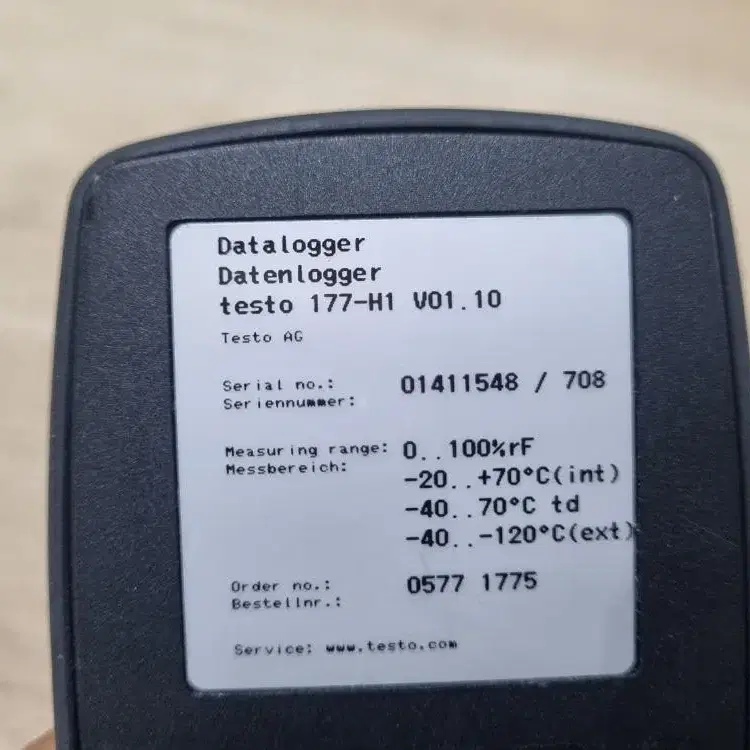 Datalogger
Datenlogger
testo 177-H1 V01.10
Testo AG
Serial no.: 01411548 / 708
Seriennummer:
Measuring range: 0..100%rF
Messbereich: -20..+70°C(int)
-40..70°C td
-40..-120°C(ext)
Order no.: 0577 1775
Bestellnr.:
Service: www.testo.com